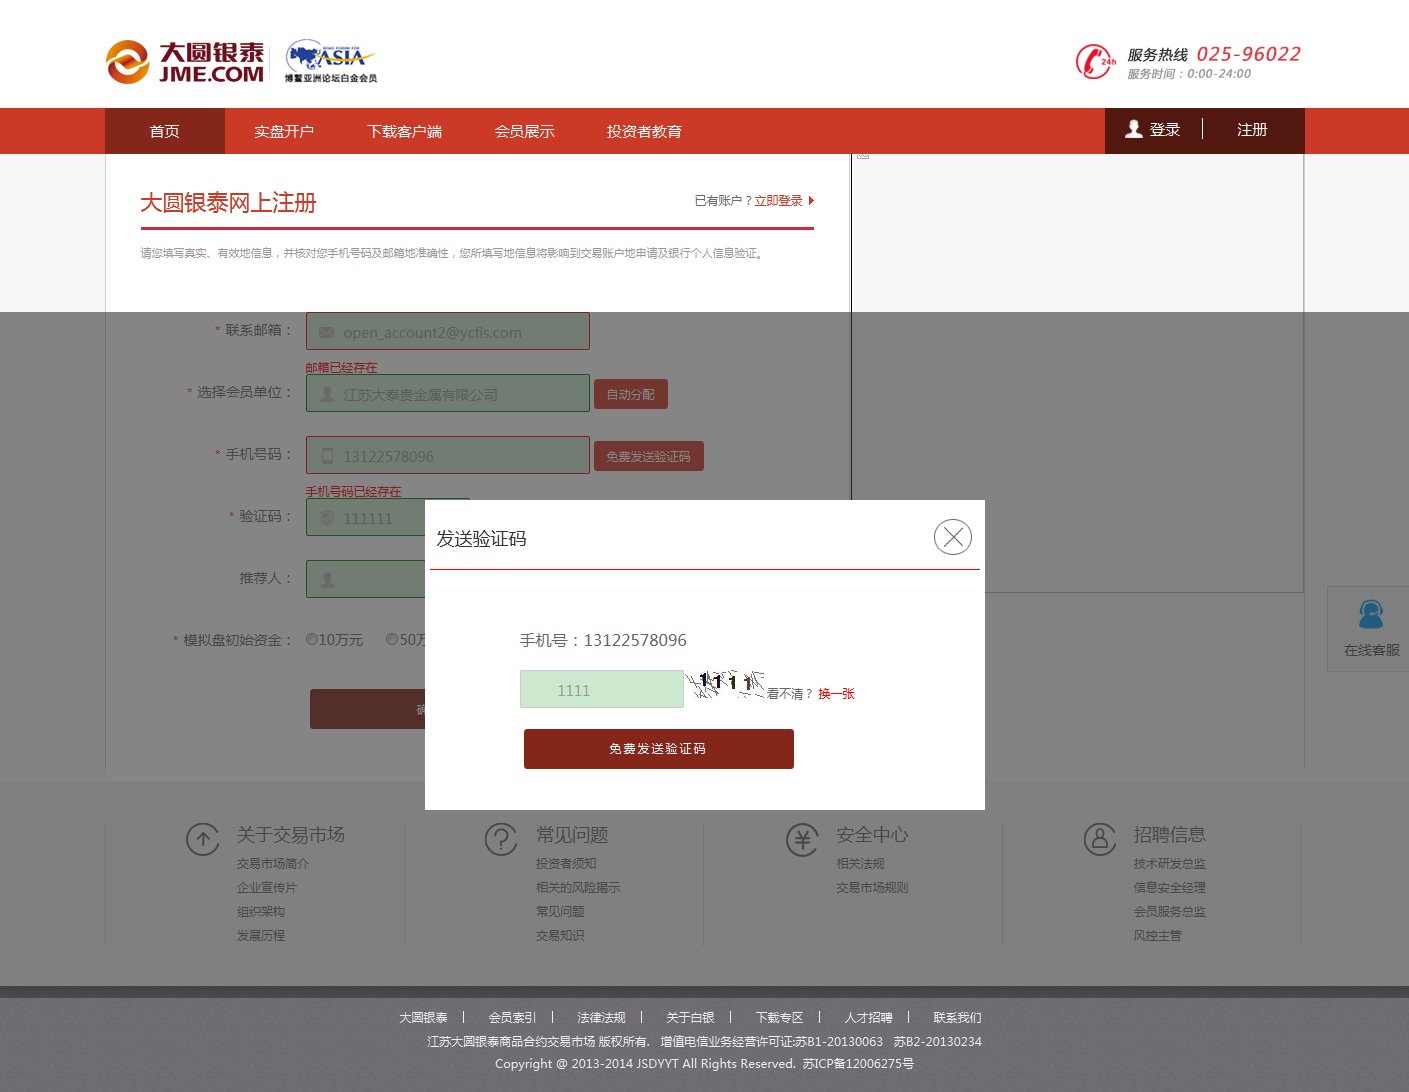 大圆银泰
JME.COM
BOAO FORUM FOR
ASIA
博鳌亚洲论坛白金会员
24h
服务热线 025-96022
服务时间：0:00-24:00
首页 实盘开户 下载客户端 会员展示 投资者教育 登录 注册
大圆银泰网上注册
已有账户？立即登录
请您填写真实、有效地信息，并核对您手机号码及邮箱地准确性，您所填写地信息将影响到交易账户地申请及银行个人信息验证。
* 联系邮箱： open_account2@ycfis.com
邮箱已经存在
* 选择会员单位： 江苏大泰贵金属有限公司 自动分配
* 手机号码： 13122578096 免费发送验证码
手机号码已经存在
* 验证码： 111111
推荐人：
* 模拟盘初始资金： 10万元 50万
确
发送验证码
手机号：13122578096
1111 1111 看不清？ 换一张
免费发送验证码
在线客服
关于交易市场
交易市场简介
企业宣传片
组织架构
发展历程
常见问题
投资者须知
相关的风险揭示
常见问题
交易知识
安全中心
相关法规
交易市场规则
招聘信息
技术研发总监
信息安全经理
会员服务总监
风控主管
大圆银泰 | 会员索引 | 法律法规 | 关于白银 | 下载专区 | 人才招聘 | 联系我们
江苏大圆银泰商品合约交易市场 版权所有. 增值电信业务经营许可证:苏B1-20130063 苏B2-20130234
Copyright @ 2013-2014 JSDYYT All Rights Reserved. 苏ICP备12006275号